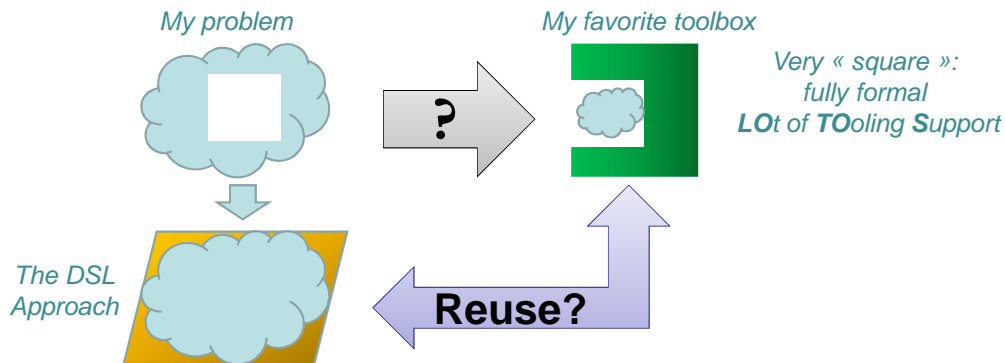 My problem
My favorite toolbox
Very « square »:
fully formal
LOt of TOoling Support
?
The DSL
Approach
Reuse?